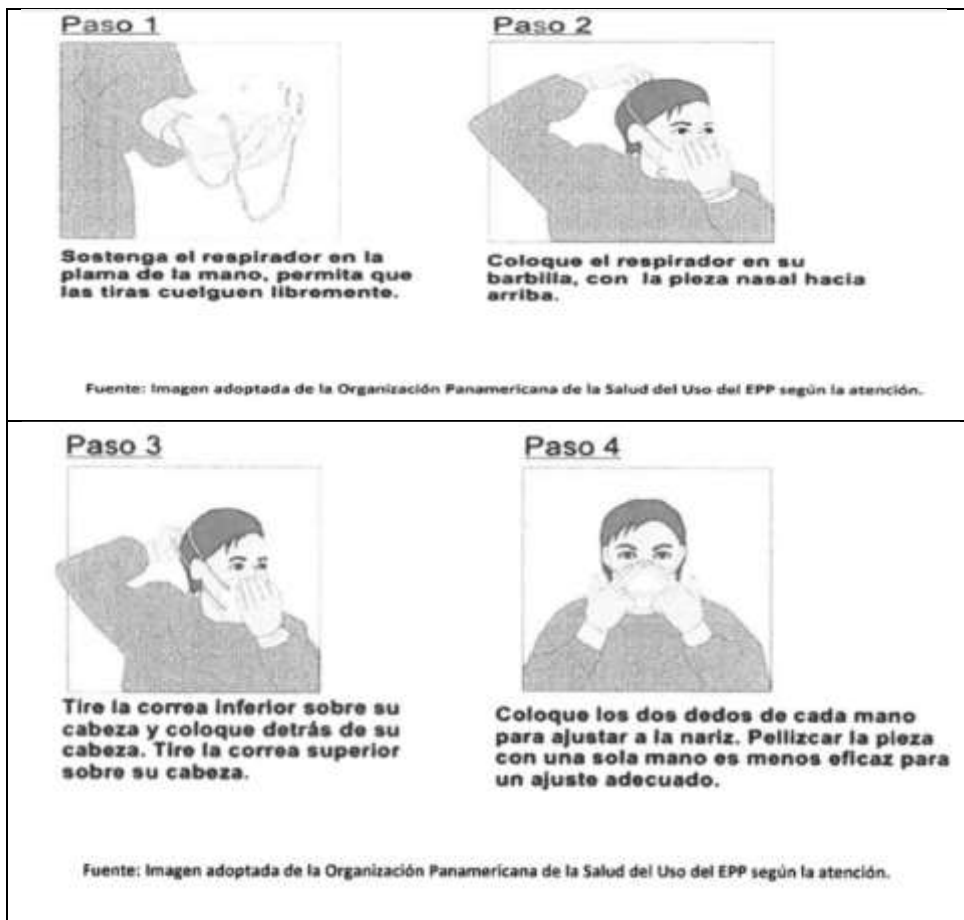 Paso 1
Sostenga el respirador en la
plama de la mano, permita que
las tiras cuelguen libremente.
Paso 2
Coloque el respirador en su
barbilla, con la pieza nasal hacia
arriba.
Fuente: Imagen adoptada de la Organización Panamericana de la Salud del Uso del EPP según la atención.
Paso 3
Tire la correa inferior sobre su
cabeza y coloque detrás de su
cabeza. Tire la correa superior
sobre su cabeza.
Paso 4
Coloque los dos dedos de cada mano
para ajustar a la nariz. Pellizcar la pieza
con una sola mano es menos eficaz para
un ajuste adecuado.
Fuente: Imagen adoptada de la Organización Panamericana de la Salud del Uso del EPP según la atención.